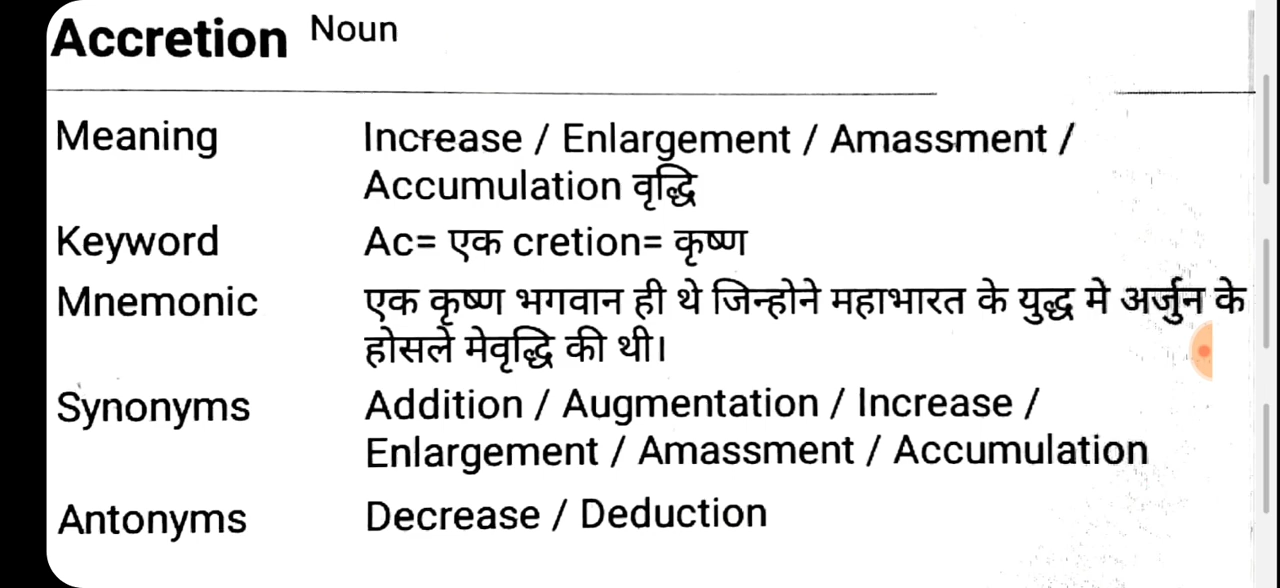 Accretion Noun
Meaning Increase / Enlargement / Amassment /
Accumulation वृद्धि
Keyword Ac= एक cretion= कृष्ण
Mnemonic एक कृष्ण भगवान ही थे जिन्होने महाभारत के युद्ध मे अर्जुन के
होसले मेवृद्धि की थी।
Synonyms Addition / Augmentation / Increase /
Enlargement / Amassment / Accumulation
Antonyms Decrease / Deduction